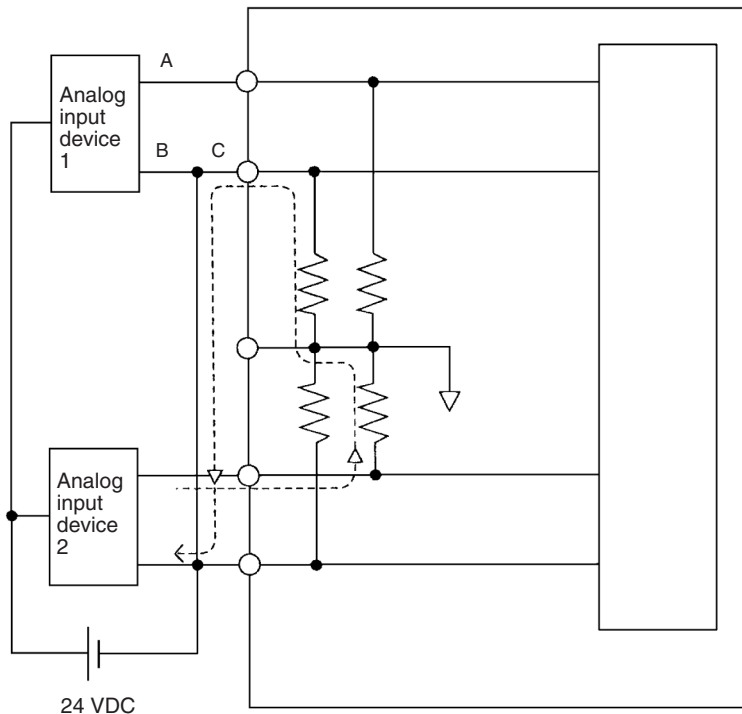 A
Analog
input
device
1
B
C
Analog
input
device
2
24 VDC